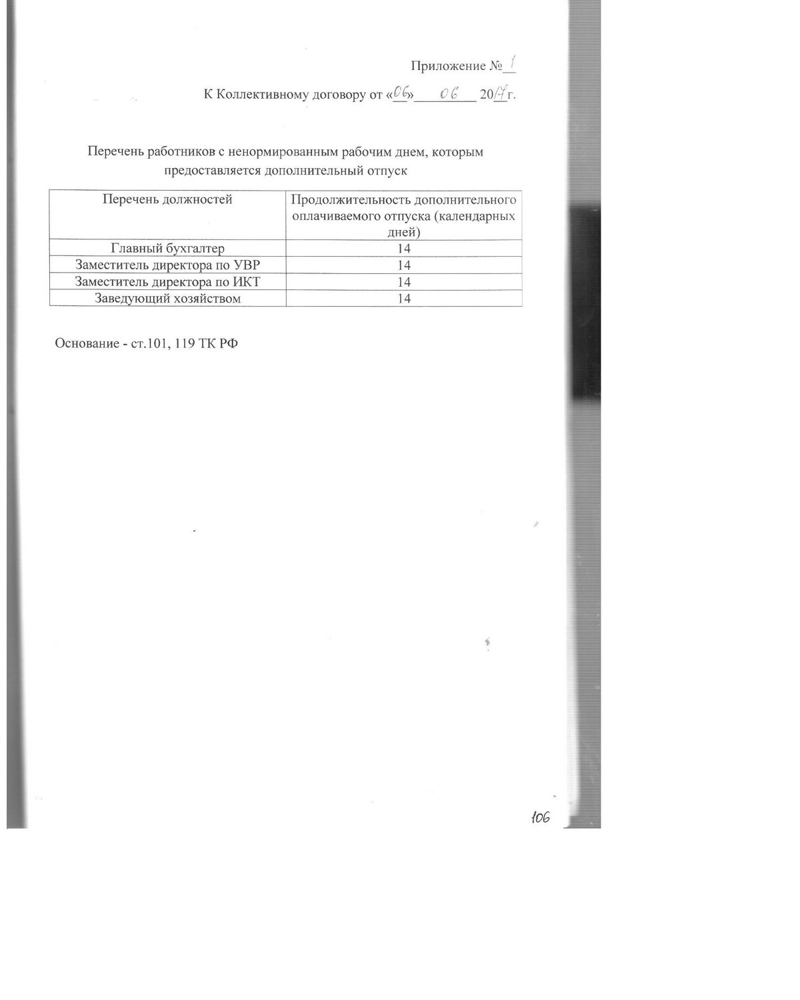 Приложение № 1
К Коллективному договору от «06» 06 2017г.
Перечень работников с ненормированным рабочим днем, которым
предоставляется дополнительный отпуск
Перечень должностей
Продолжительность дополнительного
оплачиваемого отпуска (календарных
дней)
Главный бухгалтер 14
Заместитель директора по УВР 14
Заместитель директора по ИКТ 14
Заведующий хозяйством 14
Основание - ст.101, 119 ТК РФ
106